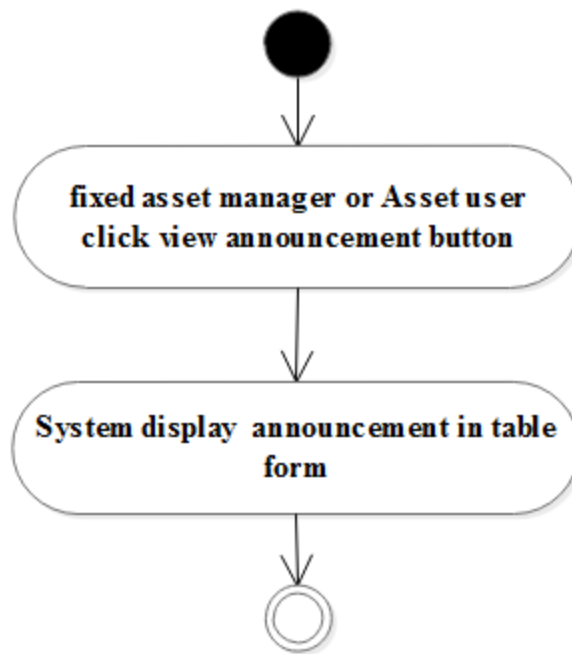 fixed asset manager or Asset user
click view announcement button
System display announcement in table
form